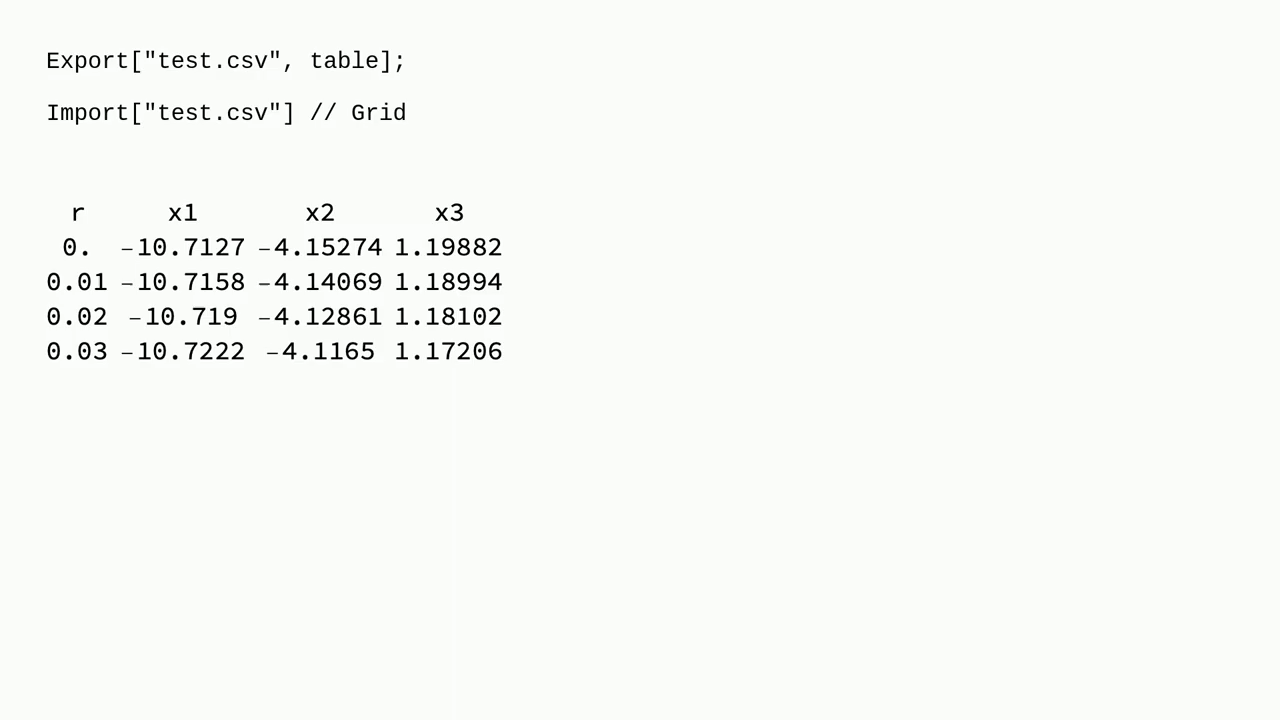 Export["test.csv", table];
Import["test.csv"] // Grid
r x1 x2 x3
0. −10.7127 −4.15274 1.19882
0.01 −10.7158 −4.14069 1.18994
0.02 −10.719 −4.12861 1.18102
0.03 −10.7222 −4.1165 1.17206